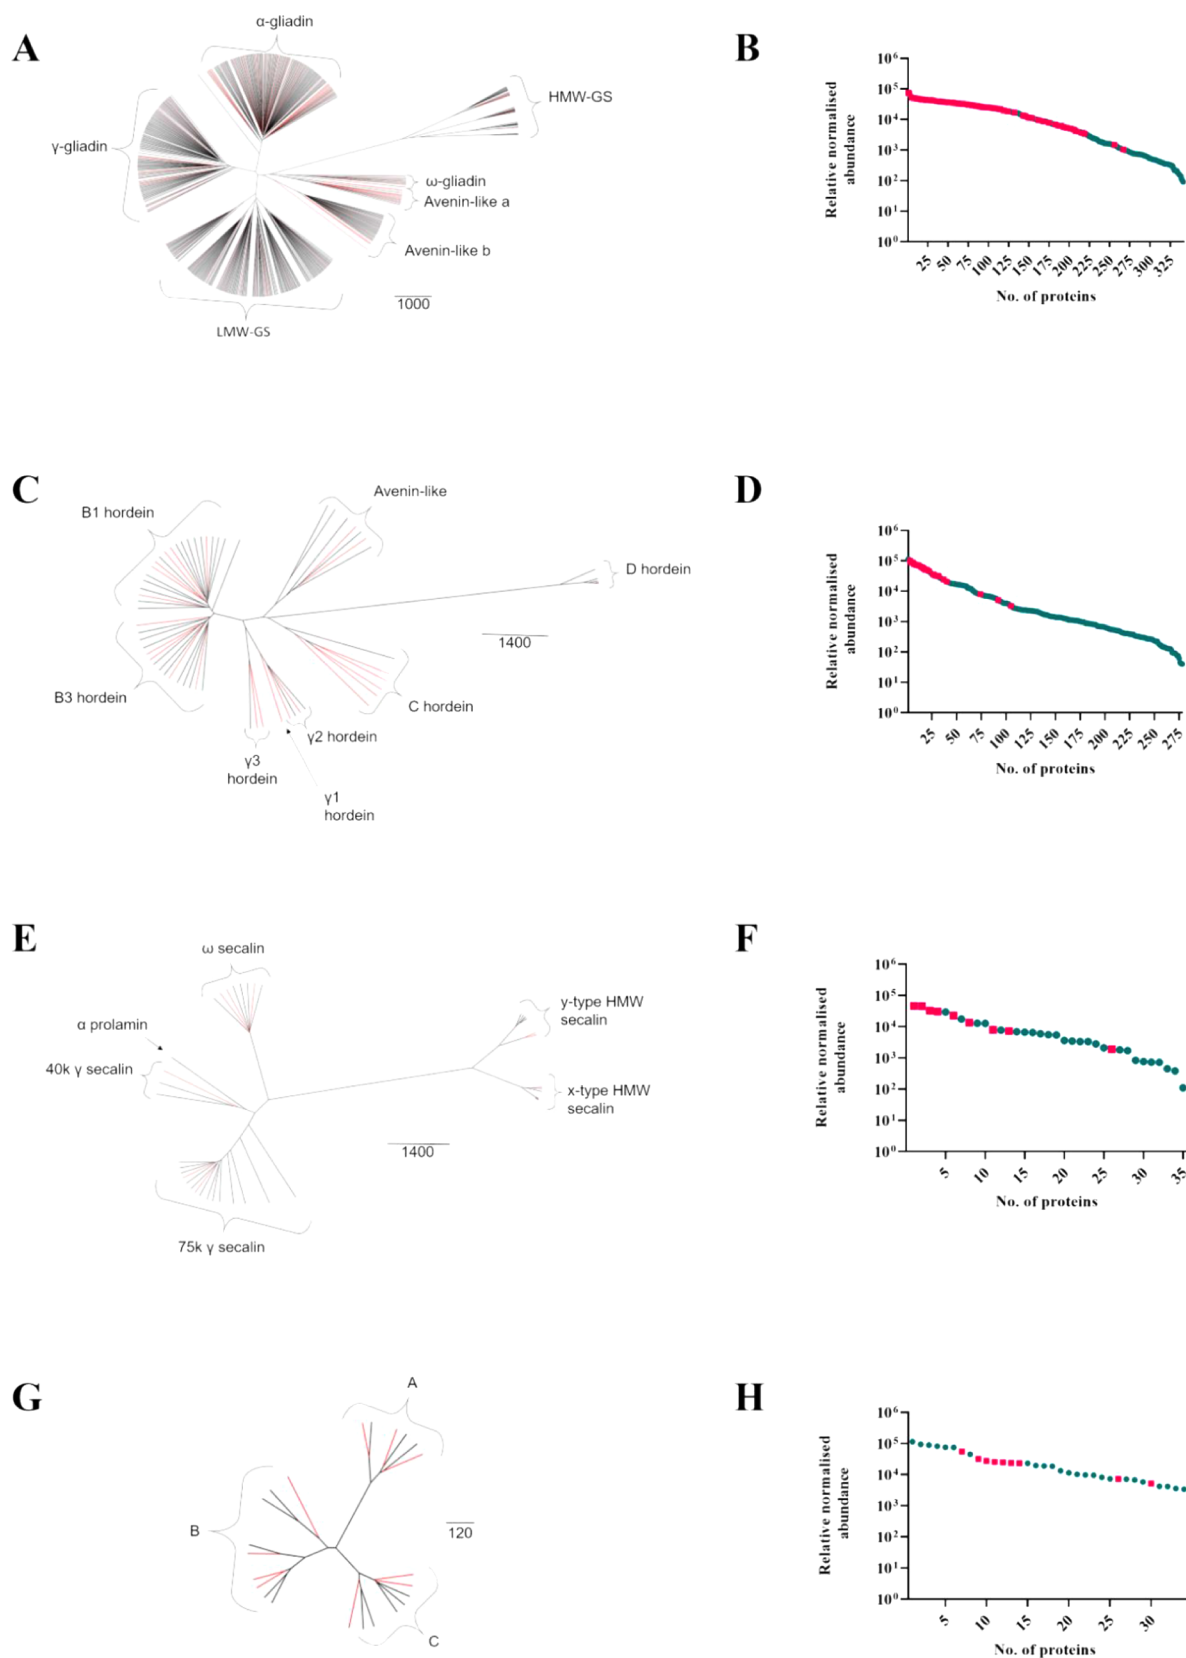 A
α-gliadin
HMW-GS
γ-gliadin
ω-gliadin
Avenin-like a
Avenin-like b
1000
LMW-GS
B
Relative normalised
abundance
10⁶
10⁵
10⁴
10³
10²
10¹
10⁰
25 50 75 100 125 150 175 200 225 250 275 300 325
No. of proteins
C
Avenin-like
B1 hordein
D hordein
1400
B3 hordein
C hordein
γ2 hordein
γ3
hordein
γ1
hordein
D
Relative normalised
abundance
10⁶
10⁵
10⁴
10³
10²
10¹
10⁰
25 50 75 100 125 150 175 200 225 250 275
No. of proteins
E
ω secalin
y-type HMW
secalin
α prolamin
40k γ secalin
x-type HMW
secalin
1400
75k γ secalin
F
Relative normalised
abundance
10⁶
10⁵
10⁴
10³
10²
10¹
10⁰
5 10 15 20 25 30 35
No. of proteins
G
A
B
120
C
H
Relative normalised
abundance
10⁶
10⁵
10⁴
10³
10²
10¹
10⁰
5 10 15 20 25 30
No. of proteins